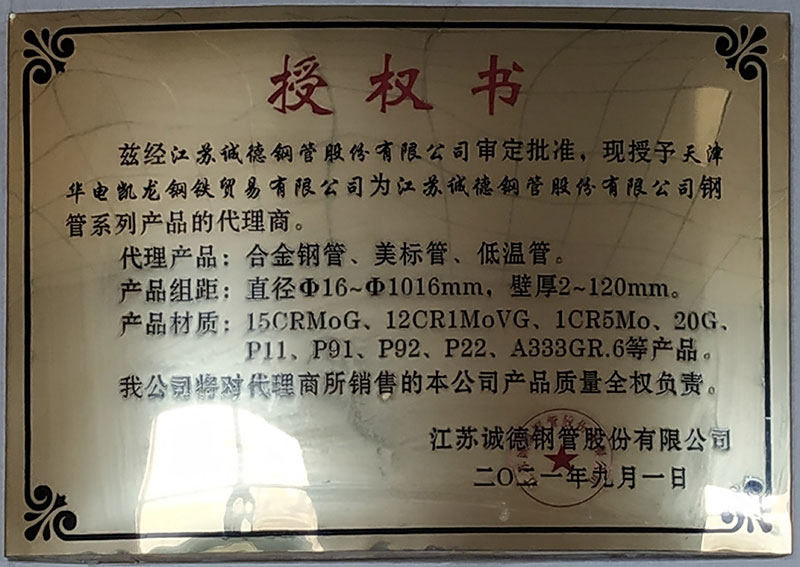 授权书
兹经江苏诚德钢管股份有限公司审定批准，现授予天津
华电凯龙钢铁贸易有限公司为江苏诚德钢管股份有限公司钢
管系列产品的代理商。
代理产品：合金钢管、美标管、低温管。
产品组距：直径Φ16~Φ1016mm，壁厚2~120mm。
产品材质：15CRMoG、12CR1MoVG、1CR5Mo、20G、
P11、P91、P92、P22、A333GR.6等产品。
我公司将对代理商所销售的本公司产品质量全权负责。
江苏诚德钢管股份有限公司
二〇二一年九月一日